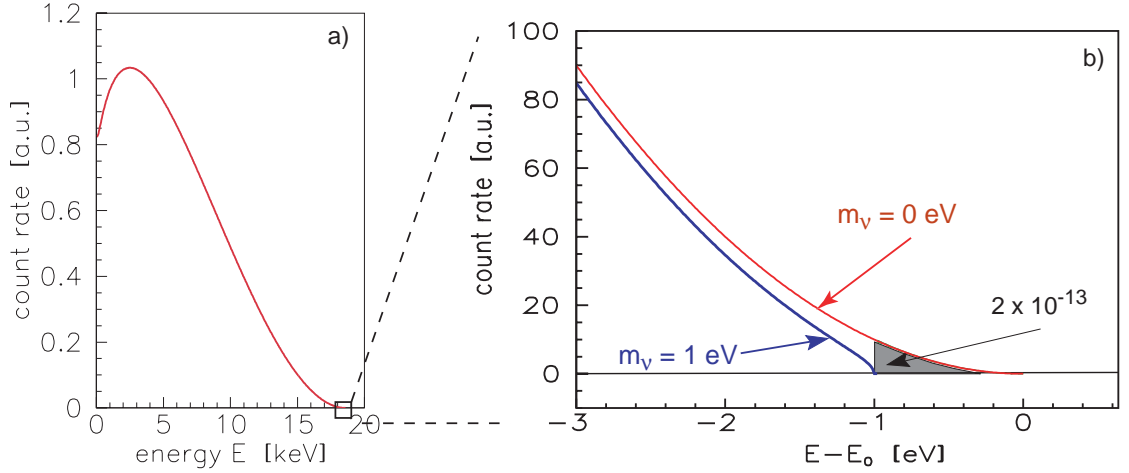 a)
count rate [a.u.]
1.2
1
0.8
0.6
0.4
0.2
0
0 5 10 15 20
energy E [keV]
b)
count rate [a.u.]
100
80
60
40
20
0
mν = 0 eV
2 x 10⁻¹³
mν = 1 eV
−3 −2 −1 0
E−E₀ [eV]